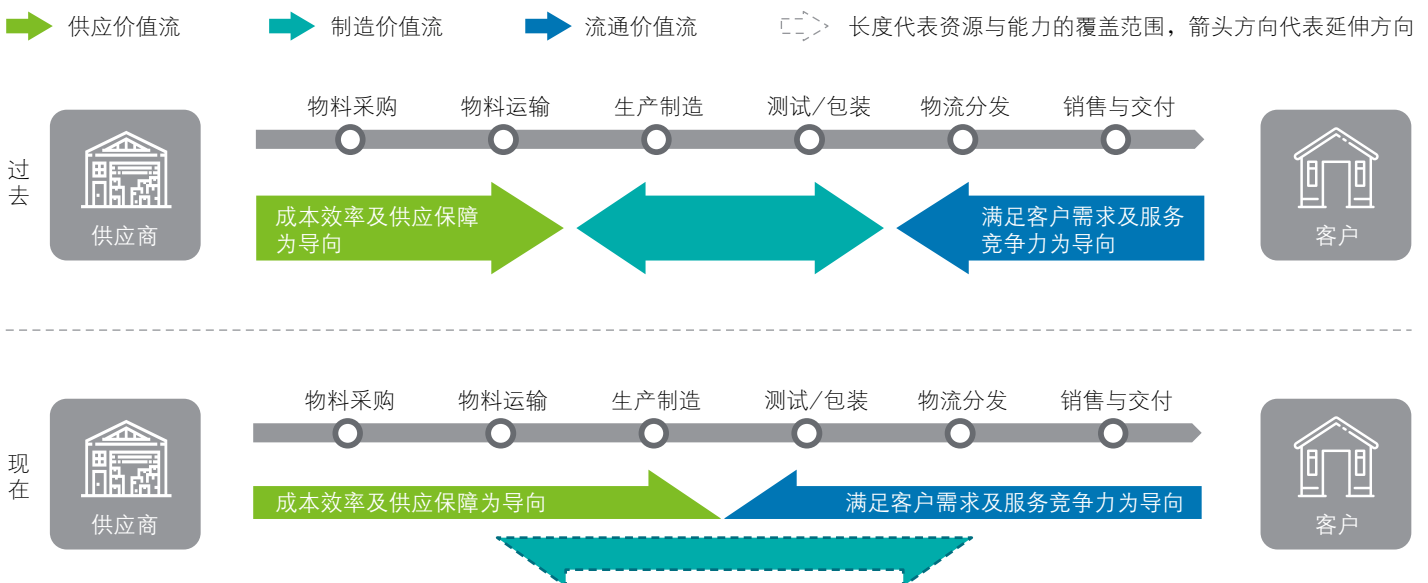 供应价值流
制造价值流
流通价值流
长度代表资源与能力的覆盖范围，箭头方向代表延伸方向
过去
供应商
物料采购
物料运输
生产制造
测试/包装
物流分发
销售与交付
成本效率及供应保障
为导向
满足客户需求及服务
竞争力为导向
客户
现在
供应商
物料采购
物料运输
生产制造
测试/包装
物流分发
销售与交付
成本效率及供应保障为导向
满足客户需求及服务竞争力为导向
客户